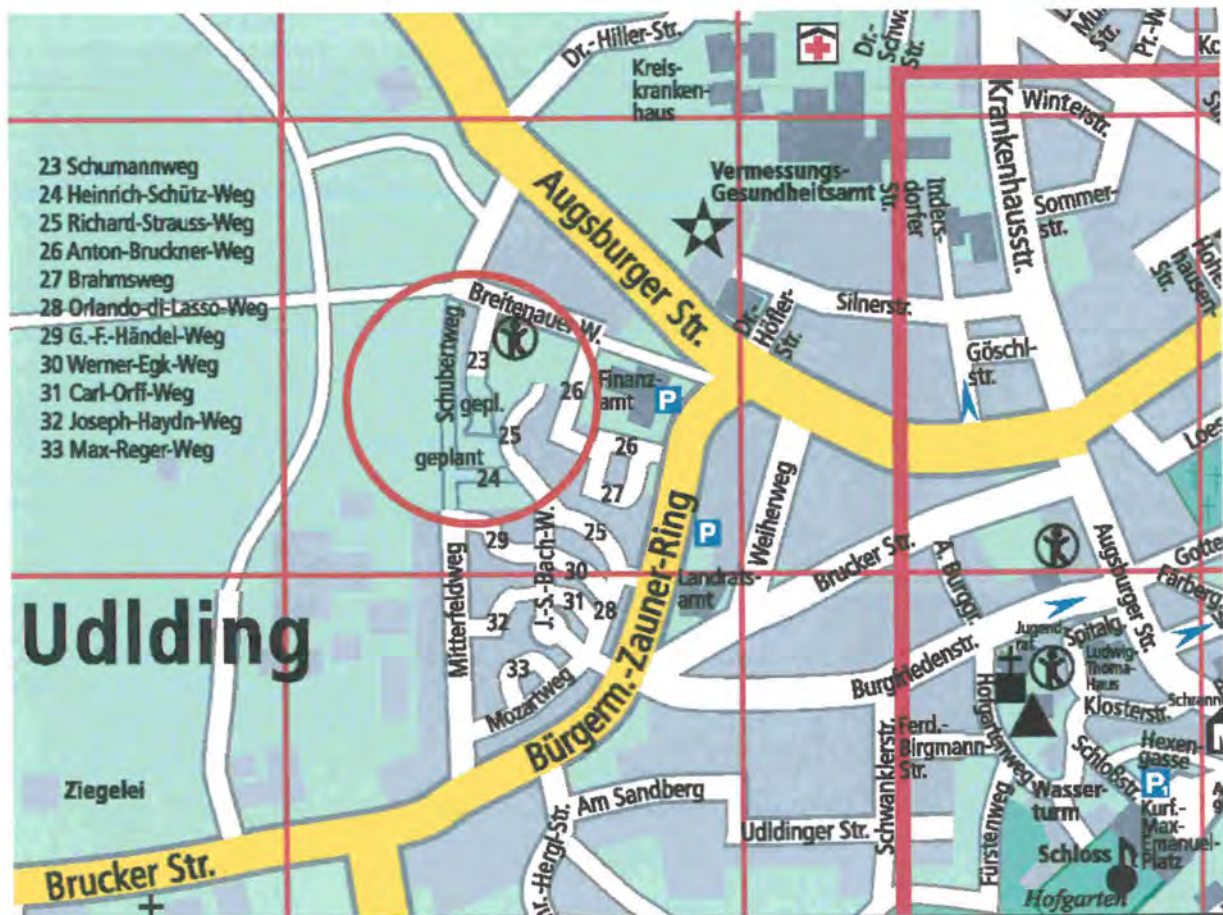 Dr.-Hiller-Str.
Kreis-
kranken-
haus
Dr.-
Str.
Pr.-W
Winterstr.
Krankenhausstr.
23 Schumannweg
24 Heinrich-Schütz-Weg
25 Richard-Strauss-Weg
26 Anton-Bruckner-Weg
27 Brahmsweg
28 Orlando-di-Lasso-Weg
29 G.-F.-Händel-Weg
30 Werner-Egk-Weg
31 Carl-Orff-Weg
32 Joseph-Haydn-Weg
33 Max-Reger-Weg
Augsburger Str.
Vermessungs-
Gesundheitsamt
Inders-
dorfer
Str.
Sommer-
str.
Silnerstr.
Dr.-
Höfler-
Str.
Göschl-
str.
Breitenauer W.
Schubertweg
23
gepl.
geplant
24
25
26
Finanz-
amt
P
26
27
25
29
J.-S.-Bach-W.
30
31
28
32
33
Mitterfeldweg
Mozartweg
Bürgerm.-Zauner-Ring
P
Landrats-
amt
Weiherweg
Brucker Str.
A. Burggr.
Augsburger Str.
Udlding
Burgfriedenstr.
Jugend-
Spitalg.
Ludwig-
Thoma-
Haus
Klosterstr.
Hofgartenweg
Schloßstr.
Hexen-
gasse
P
Ferd.-
Birgmann-
Str.
Schwanklerstr.
Wasser-
turm
Kurf.-
Max-
Emanuel-
Platz
Fürstenweg
Schloss
Hofgarten
Ziegelei
Am Sandberg
Udldinger Str.
Brucker Str.